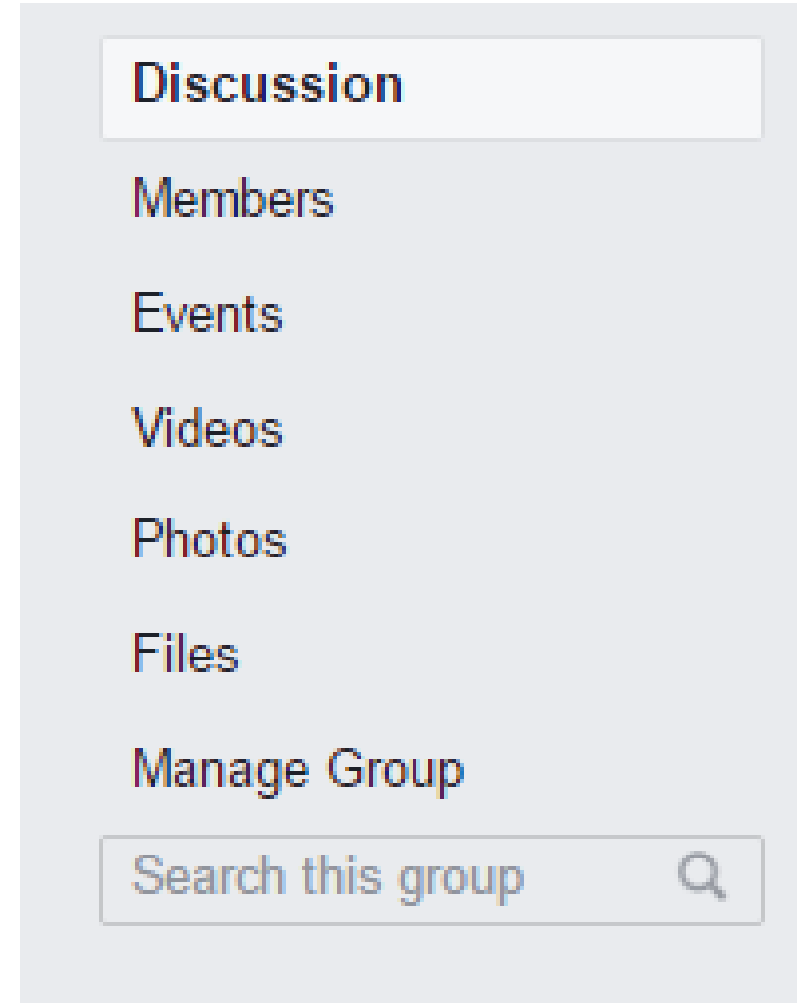 Discussion
Members
Events
Videos
Photos
Files
Manage Group
Search this group